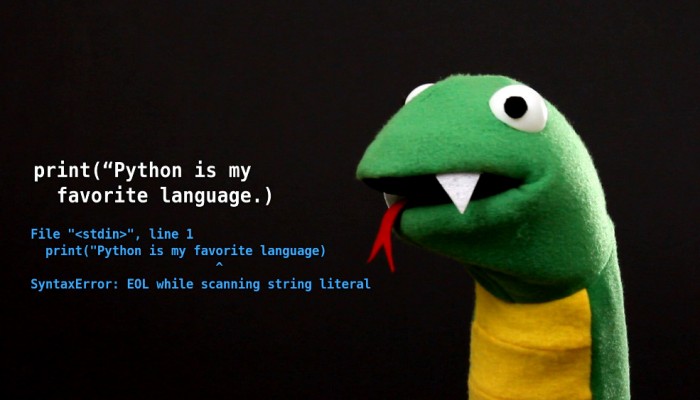 print(“Python is my
favorite language.)
File "<stdin>", line 1
print("Python is my favorite language)
^
SyntaxError: EOL while scanning string literal